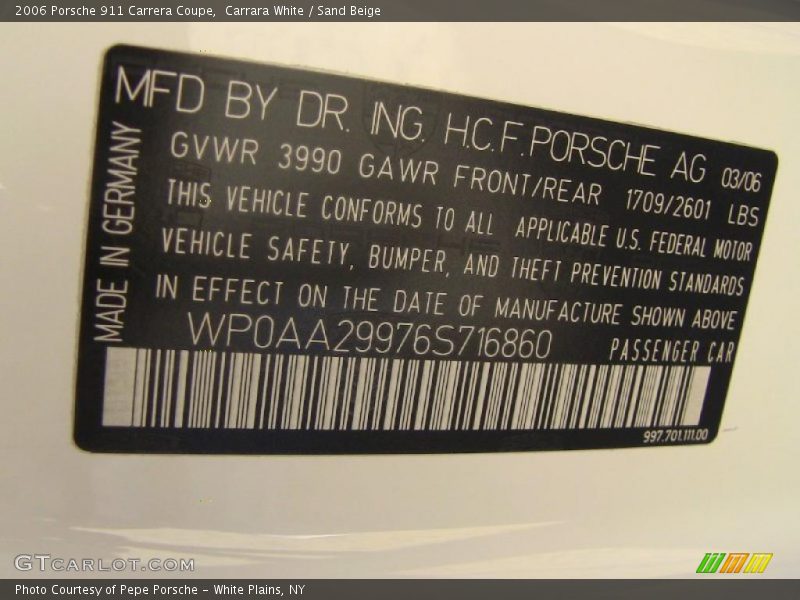 2006 Porsche 911 Carrera Coupe,  Carrara White / Sand Beige
MFD BY DR. ING. H.C.F. PORSCHE AG 03/06
GVWR 3990 GAWR FRONT/REAR 1709/2601 LBS
THIS VEHICLE CONFORMS TO ALL APPLICABLE U.S. FEDERAL MOTOR
VEHICLE SAFETY, BUMPER, AND THEFT PREVENTION STANDARDS
IN EFFECT ON THE DATE OF MANUFACTURE SHOWN ABOVE
WP0AA29976S716860 PASSENGER CAR
MADE IN GERMANY
997.701.111.00
GTCARLOT.COM
Photo Courtesy of Pepe Porsche - White Plains, NY